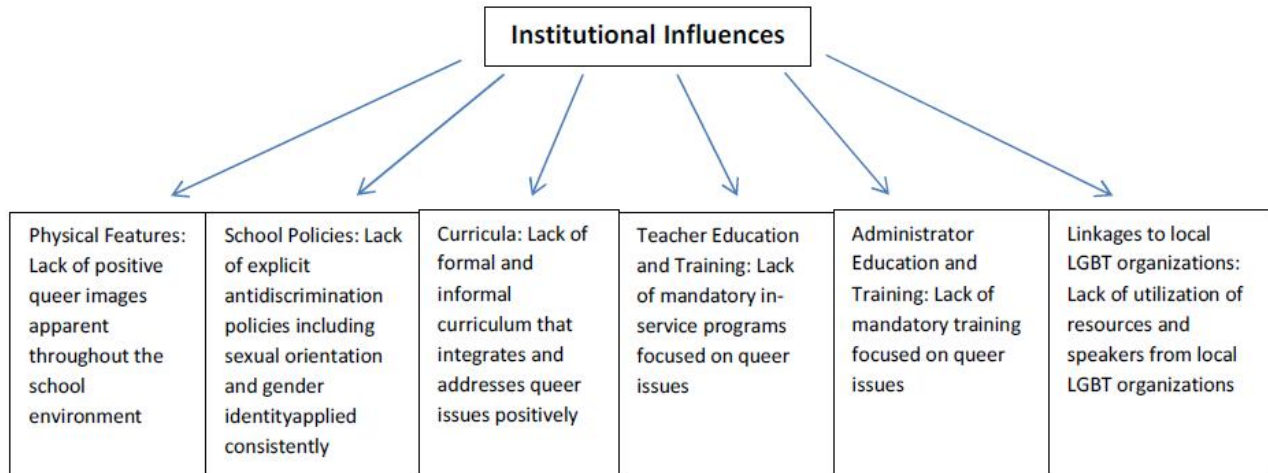 Institutional Influences
Physical Features:
Lack of positive
queer images
apparent
throughout the
school
environment
School Policies: Lack
of explicit
antidiscrimination
policies including
sexual orientation
and gender
identityapplied
consistently
Curricula: Lack of
formal and
informal
curriculum that
integrates and
addresses queer
issues positively
Teacher Education
and Training: Lack
of mandatory in-
service programs
focused on queer
issues
Administrator
Education and
Training: Lack of
mandatory training
focused on queer
issues
Linkages to local
LGBT organizations:
Lack of utilization of
resources and
speakers from local
LGBT organizations